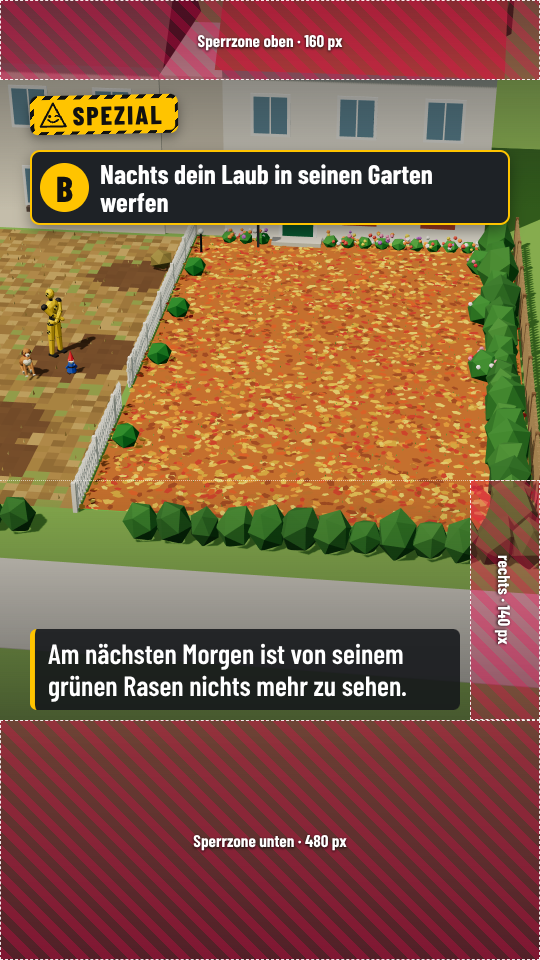 Sperrzone oben · 160 px
SPEZIAL
B
Nachts dein Laub in seinen Garten
werfen
rechts · 140 px
Am nächsten Morgen ist von seinem
grünen Rasen nichts mehr zu sehen.
Sperrzone unten · 480 px